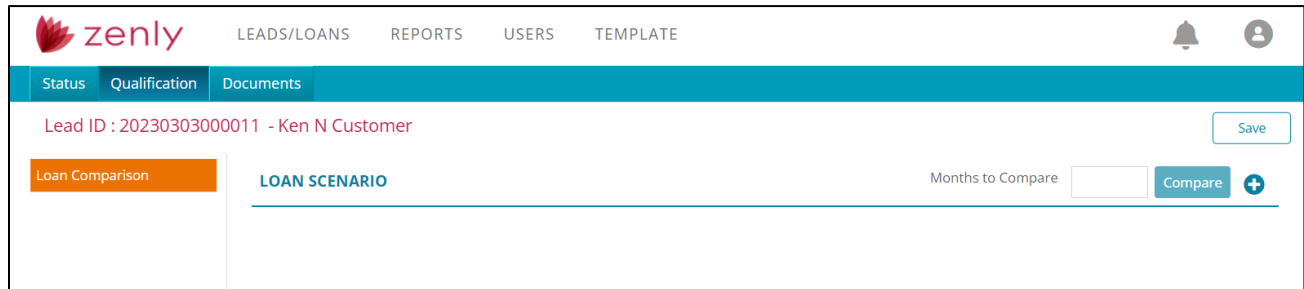 zenly LEADS/LOANS REPORTS USERS TEMPLATE
Status Qualification Documents
Lead ID : 20230303000011 - Ken N Customer Save
Loan Comparison LOAN SCENARIO Months to Compare Compare